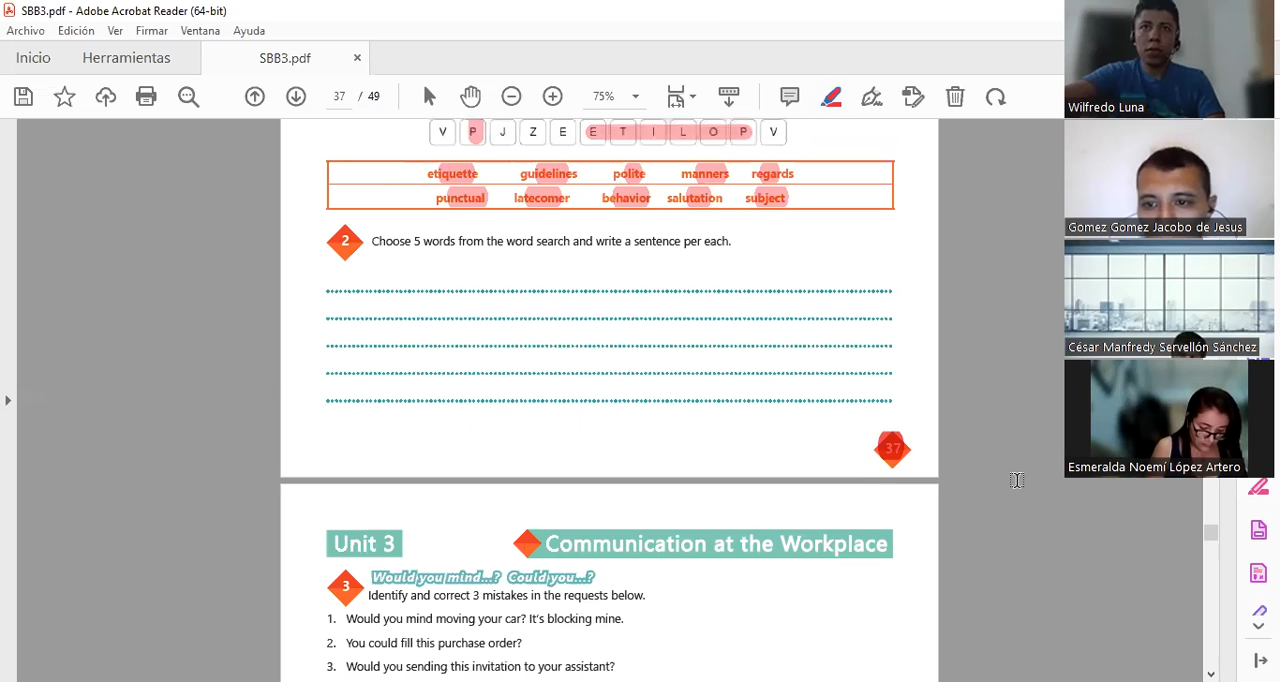 SBB3.pdf - Adobe Acrobat Reader (64-bit)
Archivo Edición Ver Firmar Ventana Ayuda
Inicio Herramientas SBB3.pdf ×
37 / 49 75%
V P J Z E E T I L O P V
etiquette guidelines polite manners regards
punctual latecomer behavior salutation subject
2 Choose 5 words from the word search and write a sentence per each.
37
Unit 3 Communication at the Workplace
3 Would you mind...? Could you...?
Identify and correct 3 mistakes in the requests below.
1. Would you mind moving your car? It's blocking mine.
2. You could fill this purchase order?
3. Would you sending this invitation to your assistant?
Wilfredo Luna
Gomez Gomez Jacobo de Jesus
César Manfredy Servellón Sánchez
Esmeralda Noemí López Artero